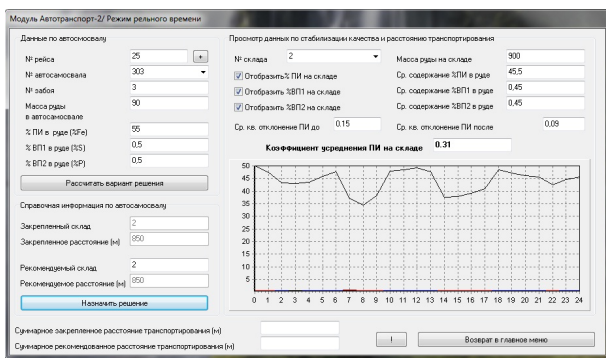 Модуль Автотранспорт-2/ Режим рельного времени
Данные по автосмосвалу
№ рейса 25 +
№ автосамосвала 303
№ забоя 3
Масса руды в автосамосвале 90
% ПИ в руде (%Fe) 55
% ВП1 в руде (%S) 0,5
% ВП2 в руде (%P) 0,5
Рассчитать вариант решения
Справочная информация по автосамосвалу
Закрепленный склад 2
Закрепленное расстояние (м) 850
Рекомендуемый склад 2
Рекомендуемое расстояние (м) 850
Назначить решение
Суммарное закрепленное расстояние транспортирования (м)
Суммарное рекомендованное расстояние транспортирования (м)
Просмотр данных по стабилизации качества и расстоянию транспортирования
№ склада 2
Масса руды на складе 900
Отобразить% ПИ на складе
Ср. содержание %ПИ в руде 45,5
Отобразить %ВП1 на складе
Ср. содержание %ВП1 в руде 0,45
Отобразить %ВП2 на складе
Ср. содержание %ВП2 в руде 0,45
Ср. кв. отклонение ПИ до 0,15
Ср. кв. отклонение ПИ после 0,09
Коэффициент усреднения ПИ на складе 0.31
50
45
40
35
30
25
20
15
10
5
0 1 2 3 4 5 6 7 8 9 10 11 12 13 14 15 16 17 18 19 20 21 22 23 24
!
Возврат в главное меню